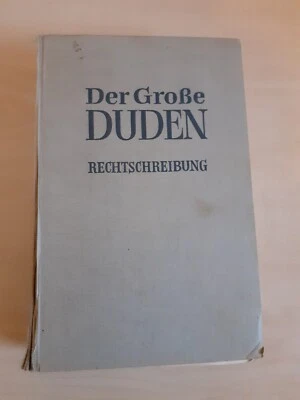 Der Große
DUDEN
RECHTSCHREIBUNG